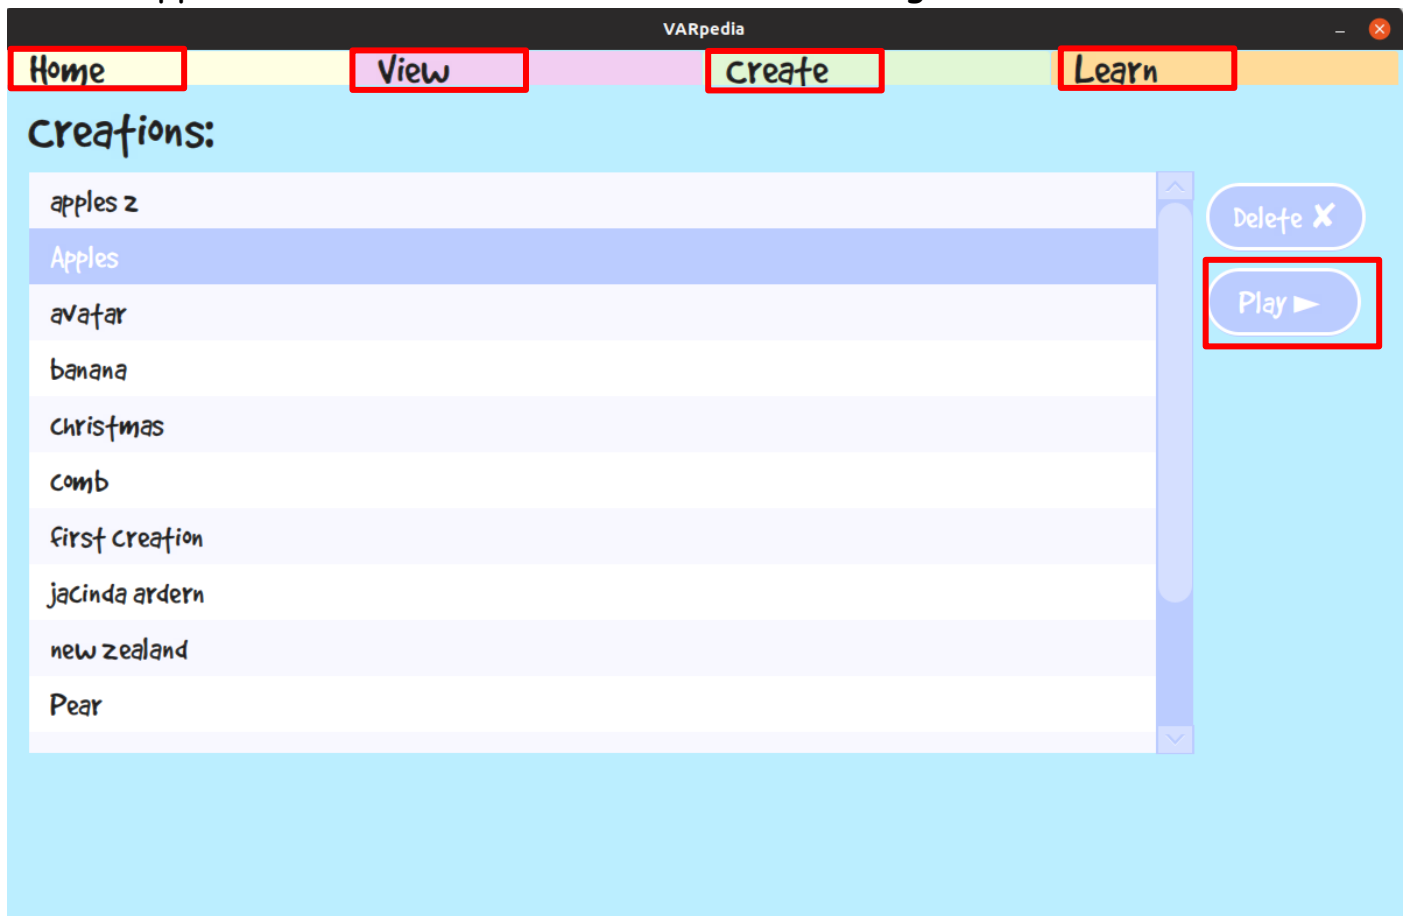 VARpedia
Home View Create Learn
Creations:
apples 2
Delete ✘
Apples
avatar
Play ►
banana
christmas
comb
first creation
jacinda ardern
new zealand
Pear